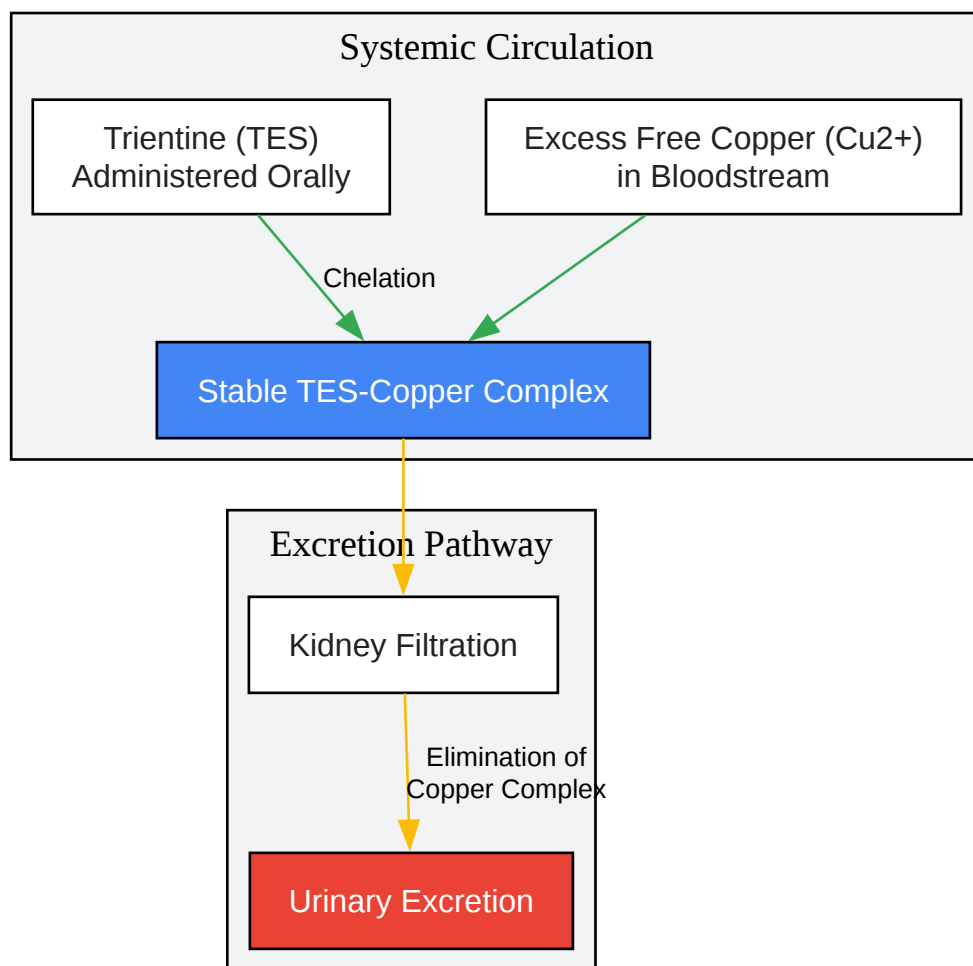 Systemic Circulation
Trientine (TES)
Administered Orally
Excess Free Copper (Cu2+)
in Bloodstream
Chelation
Stable TES-Copper Complex
Excretion Pathway
Kidney Filtration
Elimination of
Copper Complex
Urinary Excretion